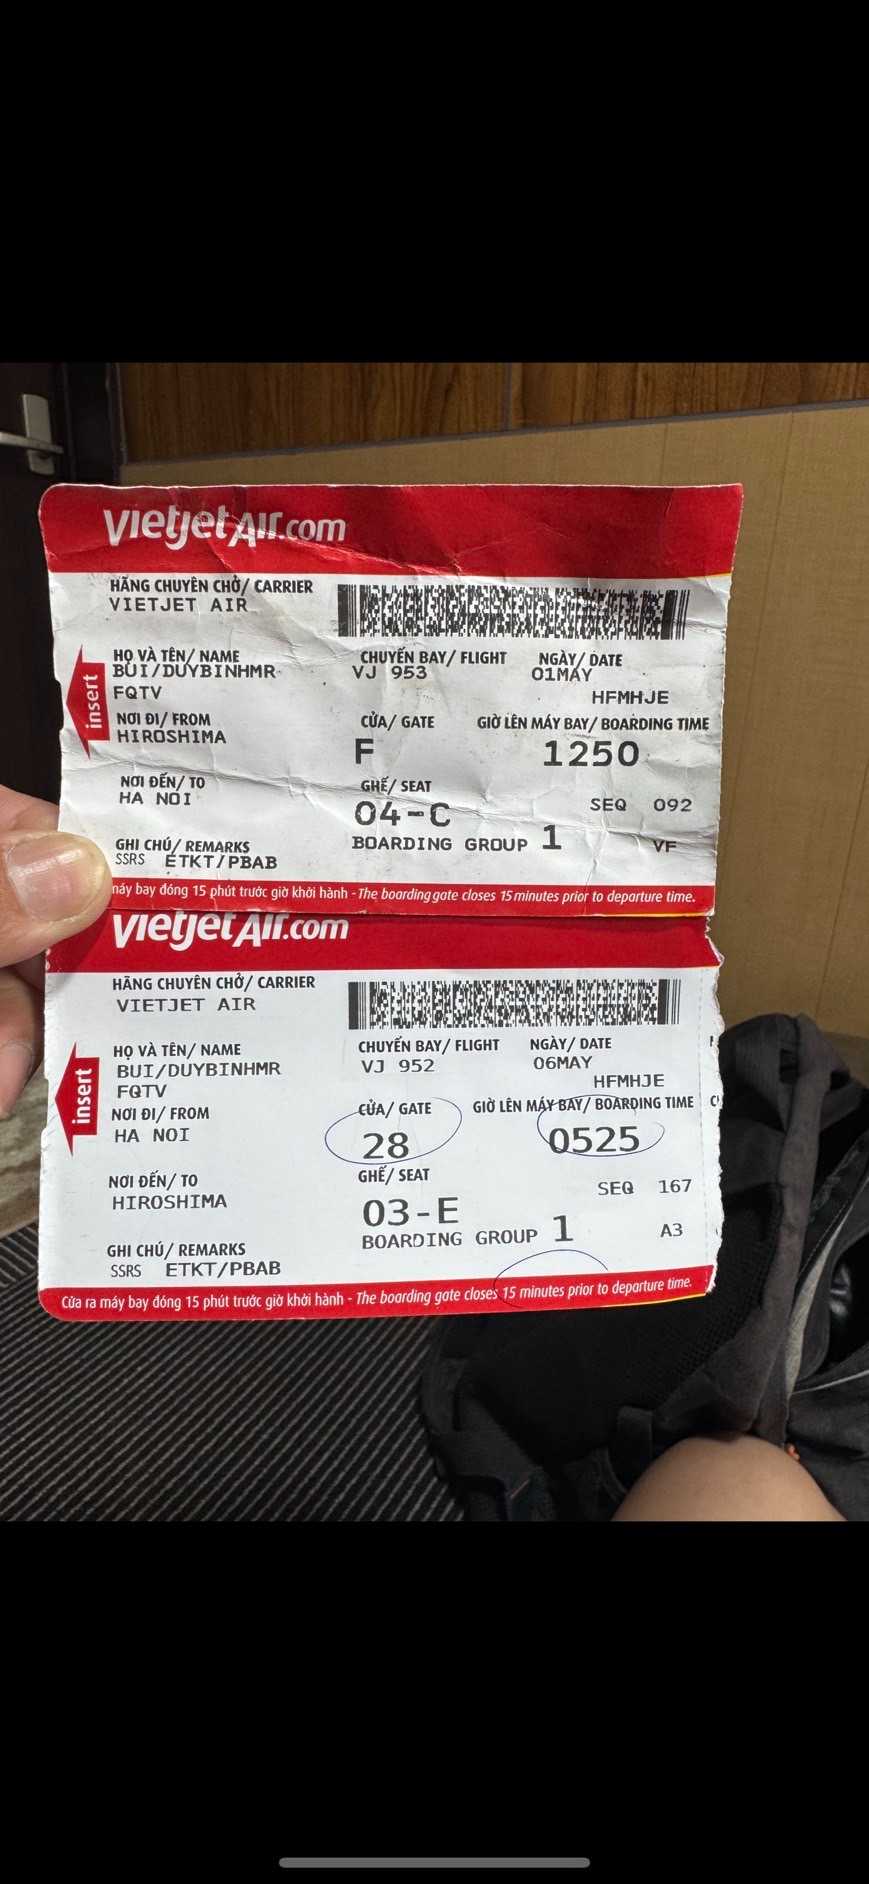 vietjetAir.com
HÃNG CHUYÊN CHỞ/ CARRIER
VIETJET AIR
HỌ VÀ TÊN/ NAME
BUI/DUYBINHMR
FQTV
CHUYẾN BAY/ FLIGHT
VJ 953
NGÀY/ DATE
01MAY
HFMHJE
insert
NƠI ĐI/ FROM
HIROSHIMA
CỬA/ GATE
F
GIỜ LÊN MÁY BAY/ BOARDING TIME
1250
NƠI ĐẾN/ TO
HA NOI
GHẾ/ SEAT
04-C
SEQ 092
BOARDING GROUP 1
VF
GHI CHÚ/ REMARKS
SSRS ETKT/PBAB
máy bay đóng 15 phút trước giờ khởi hành - The boarding gate closes 15 minutes prior to departure time.
vietjetAir.com
HÃNG CHUYÊN CHỞ/ CARRIER
VIETJET AIR
HỌ VÀ TÊN/ NAME
BUI/DUYBINHMR
FQTV
CHUYẾN BAY/ FLIGHT
VJ 952
NGÀY/ DATE
06MAY
HFMHJE
insert
NƠI ĐI/ FROM
HA NOI
CỬA/ GATE
28
GIỜ LÊN MÁY BAY/ BOARDING TIME
0525
NƠI ĐẾN/ TO
HIROSHIMA
GHẾ/ SEAT
03-E
SEQ 167
BOARDING GROUP 1
A3
GHI CHÚ/ REMARKS
SSRS ETKT/PBAB
Cửa ra máy bay đóng 15 phút trước giờ khởi hành - The boarding gate closes 15 minutes prior to departure time.